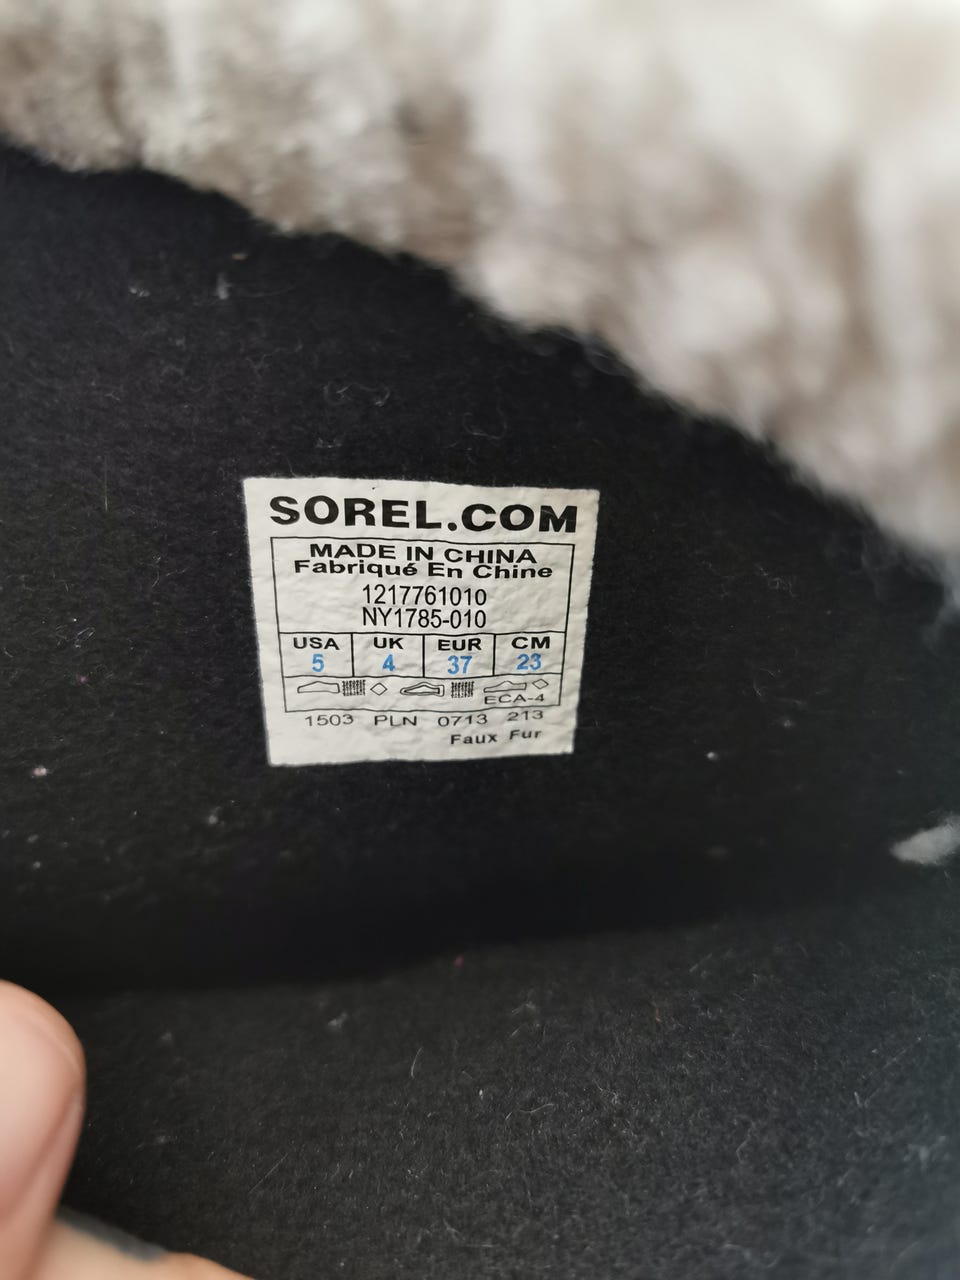 SOREL.COM
MADE IN CHINA
Fabriqué En Chine
1217761010
NY1785-010
USA UK EUR CM
5 4 37 23
ECA-4
1503 PLN 0713 213
Faux Fur